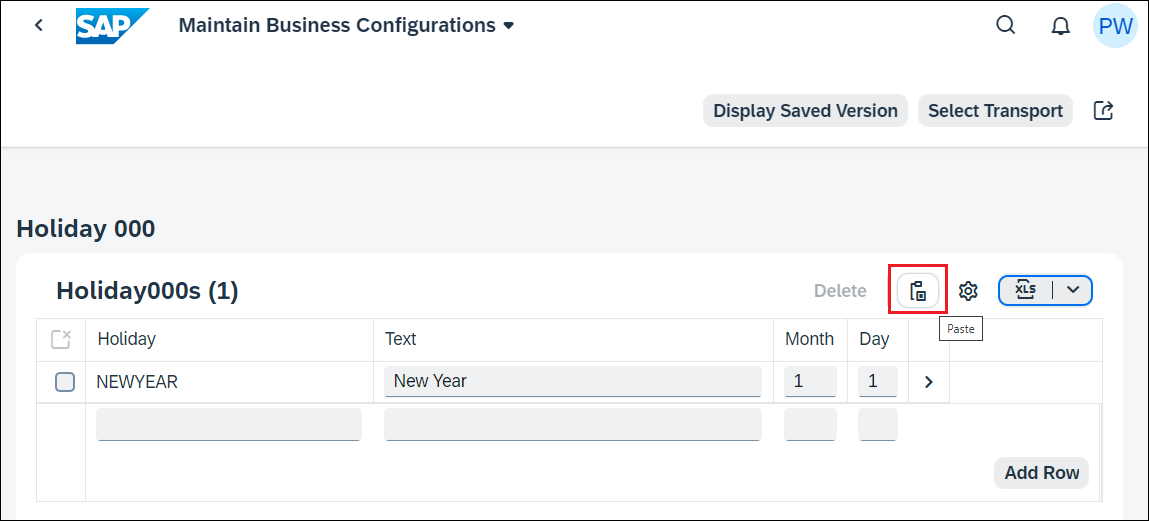 SAP Maintain Business Configurations PW
Display Saved Version Select Transport
Holiday 000
Holiday000s (1) Delete XLS
Paste
Holiday Text Month Day
NEWYEAR New Year 1 1
Add Row